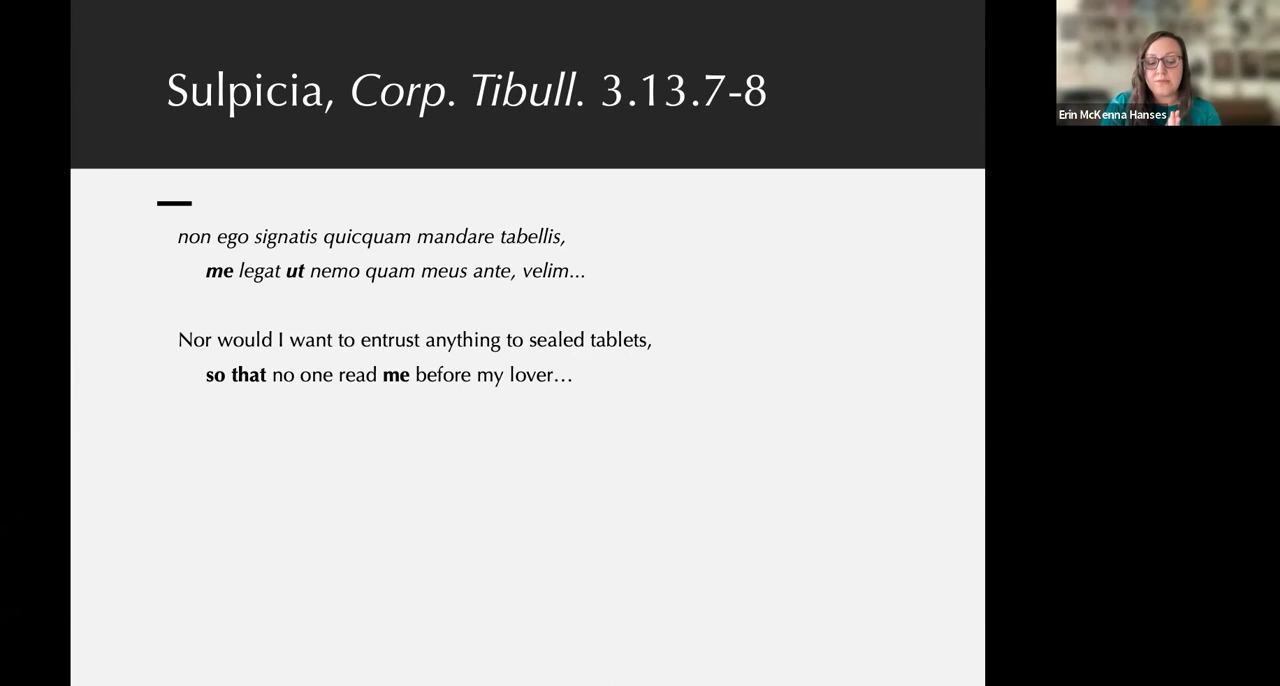 Sulpicia, Corp. Tibull. 3.13.7-8
Erin McKenna Hanses
non ego signatis quicquam mandare tabellis,
me legat ut nemo quam meus ante, velim...
Nor would I want to entrust anything to sealed tablets,
so that no one read me before my lover…